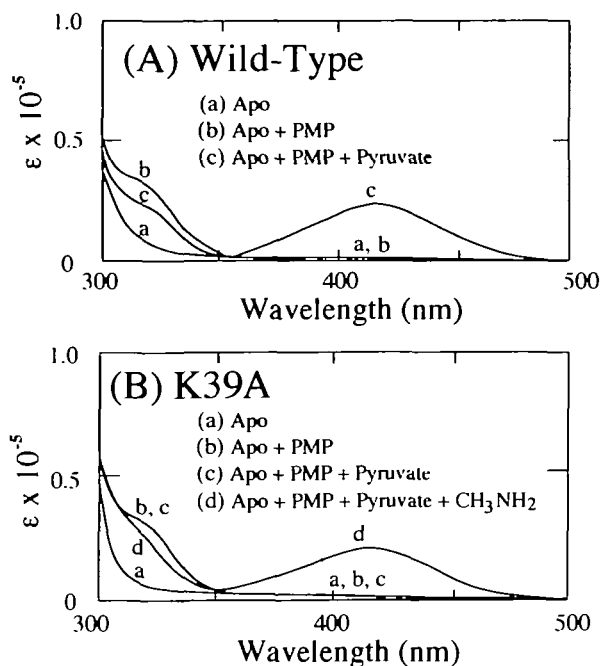 (A) Wild-Type
(a) Apo
(b) Apo + PMP
(c) Apo + PMP + Pyruvate
1.0
0.5
0
ε x 10⁻⁵
b
c
a
c
a, b
300
400
500
Wavelength (nm)
(B) K39A
(a) Apo
(b) Apo + PMP
(c) Apo + PMP + Pyruvate
(d) Apo + PMP + Pyruvate + CH₃NH₂
1.0
0.5
0
ε x 10⁻⁵
b, c
d
a
d
a, b, c
300
400
500
Wavelength (nm)